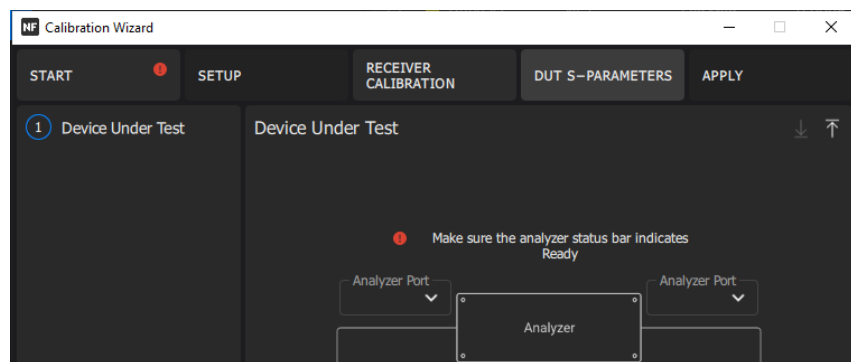 NF Calibration Wizard
START
SETUP
RECEIVER
CALIBRATION
DUT S-PARAMETERS
APPLY
1 Device Under Test
Device Under Test
Make sure the analyzer status bar indicates
Ready
Analyzer Port
Analyzer Port
Analyzer